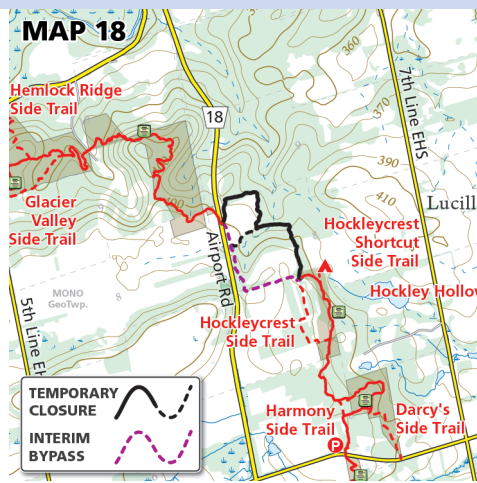 MAP 18
360
7th Line EHS
Hemlock Ridge
Side Trail
18
370
390
410
400
Lucill
Glacier
Valley
Side Trail
Hockleycrest
Shortcut
Side Trail
Airport Rd
MONO
GeoTwp.
Hockley Hollow
5th Line EH
Hockleycrest
Side Trail
TEMPORARY
CLOSURE
INTERIM
BYPASS
Harmony
Side Trail
Darcy's
Side Trail
P